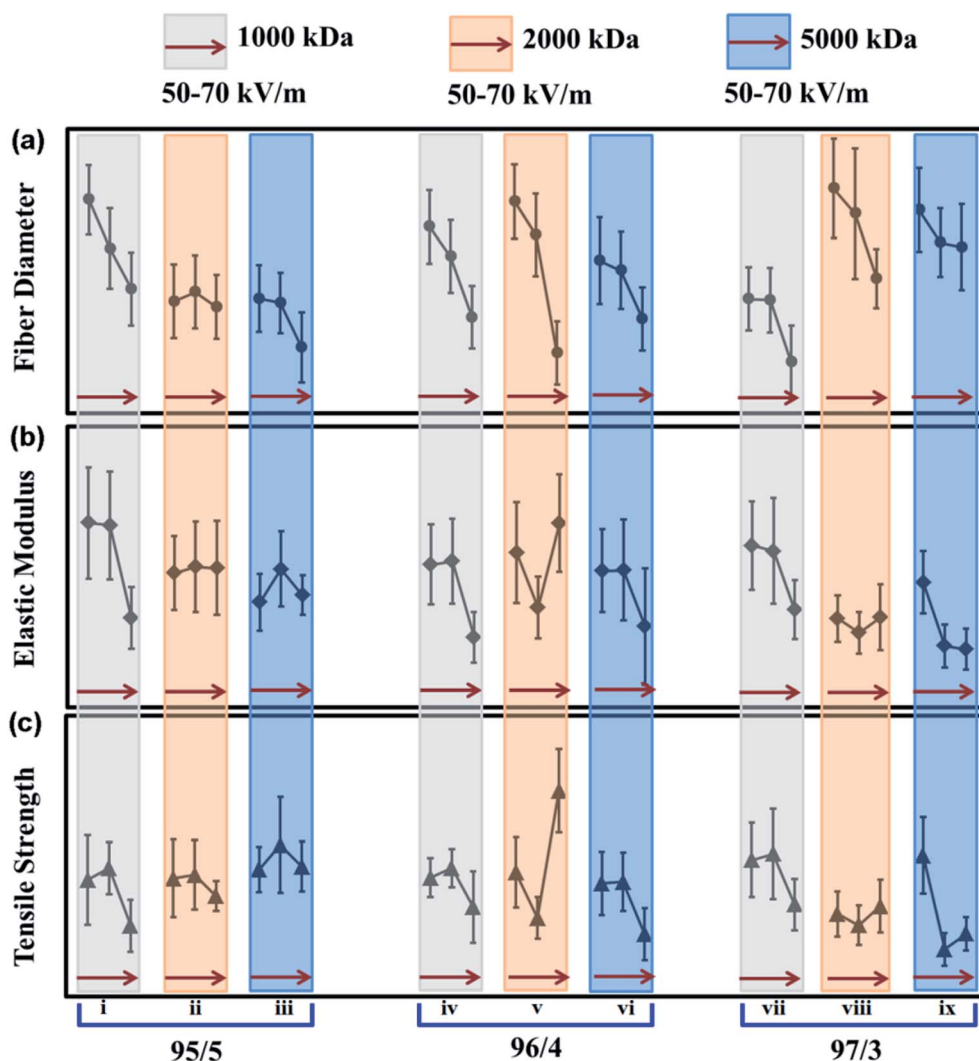 1000 kDa
2000 kDa
5000 kDa
50-70 kV/m
50-70 kV/m
50-70 kV/m
(a)
Fiber Diameter
(b)
Elastic Modulus
(c)
Tensile Strength
i ii iii iv v vi vii viii ix
95/5 96/4 97/3